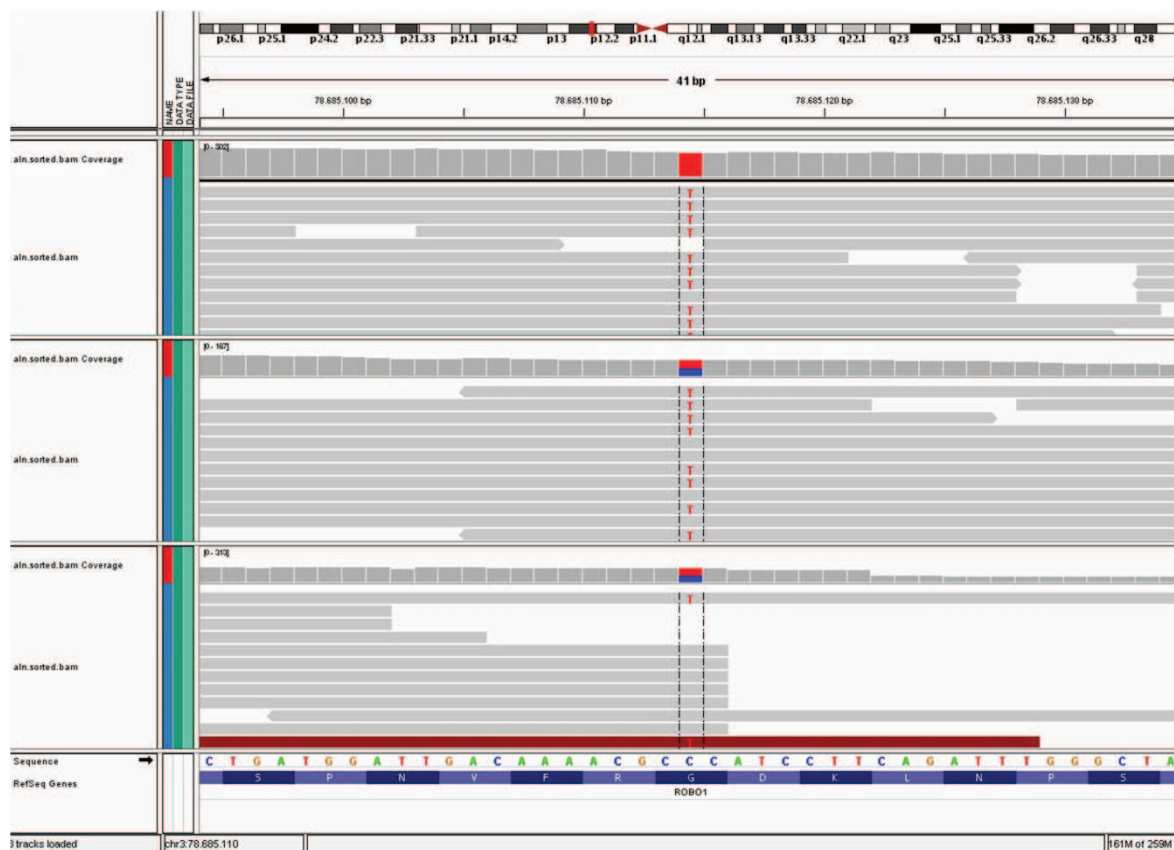 p26.1 p25.1 p24.2 p22.3 p21.33 p21.1 p14.2 p13 p12.2 p11.1 q12.1 q13.13 q13.33 q22.1 q23 q25.1 q25.33 q26.2 q26.33 q28
41 bp
NAME
DATA TYPE
DATA FILE
78.685.100 bp 78.685.110 bp 78.685.120 bp 78.685.130 bp
[0 - 502]
aln.sorted.bam Coverage
T
T
T
T
aln.sorted.bam T
T
T
T
T
T
[0 - 167]
aln.sorted.bam Coverage
T
T
T
T
aln.sorted.bam
T
T
T
T
[0 - 313]
aln.sorted.bam Coverage
T
aln.sorted.bam
T
Sequence C T G A T G G A T T G A C A A A A C G C C C A T C C T T C A G A T T T G G G C T A
RefSeq Genes S P N V F R G D K L N P S
ROBO1
tracks loaded chr3:78.685.110 161M of 259M